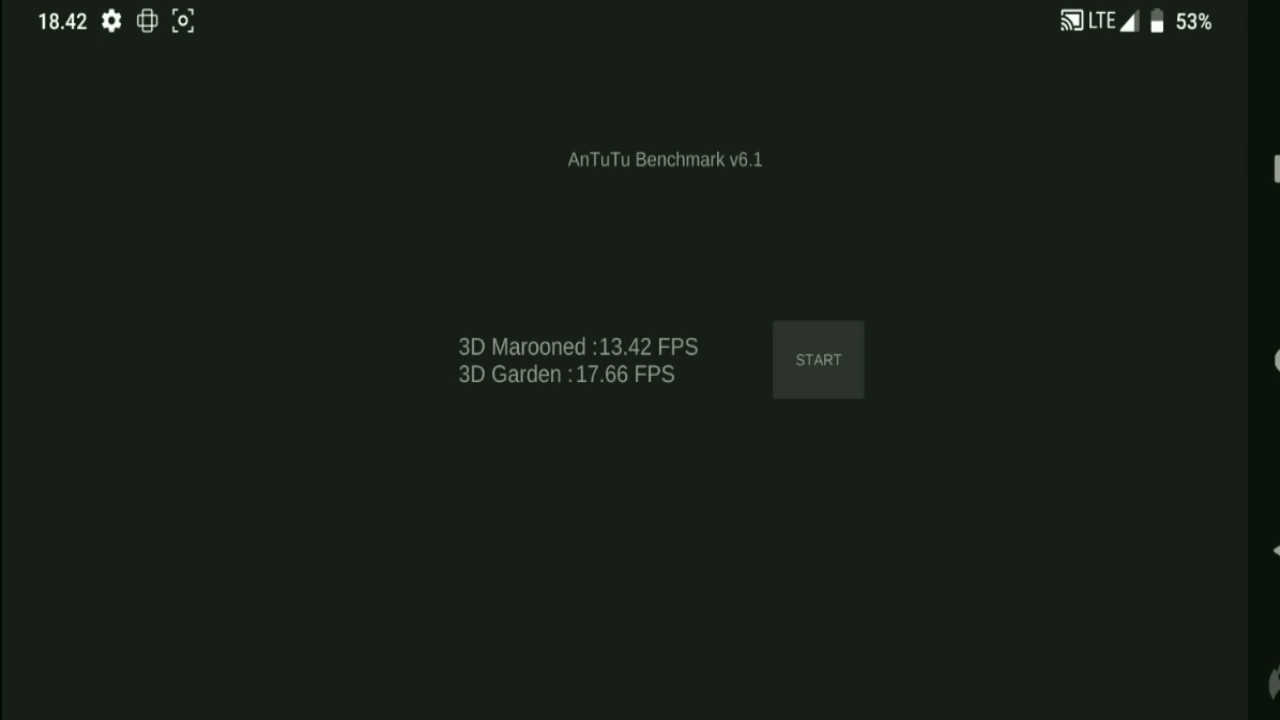 18.42 LTE 53%
AnTuTu Benchmark v6.1
3D Marooned :13.42 FPS
3D Garden :17.66 FPS
START